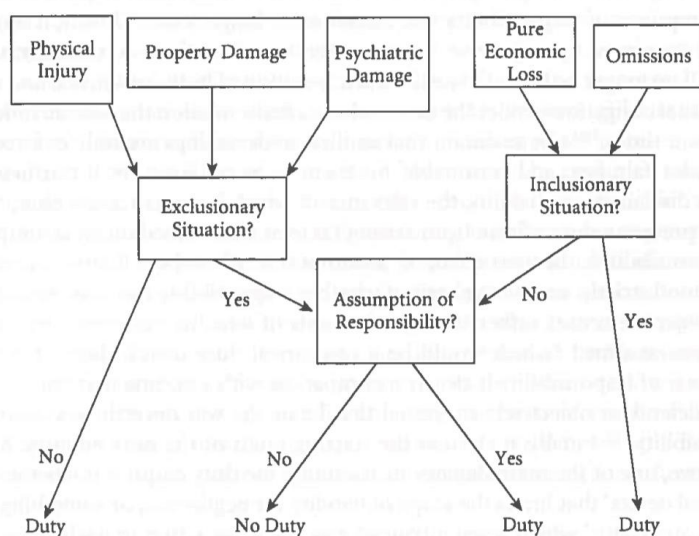 Physical
Injury
Property Damage
Psychiatric
Damage
Pure
Economic
Loss
Omissions
Exclusionary
Situation?
Inclusionary
Situation?
Yes
Assumption of
Responsibility?
No
Yes
No
No
Yes
Duty
No Duty
Duty
Duty